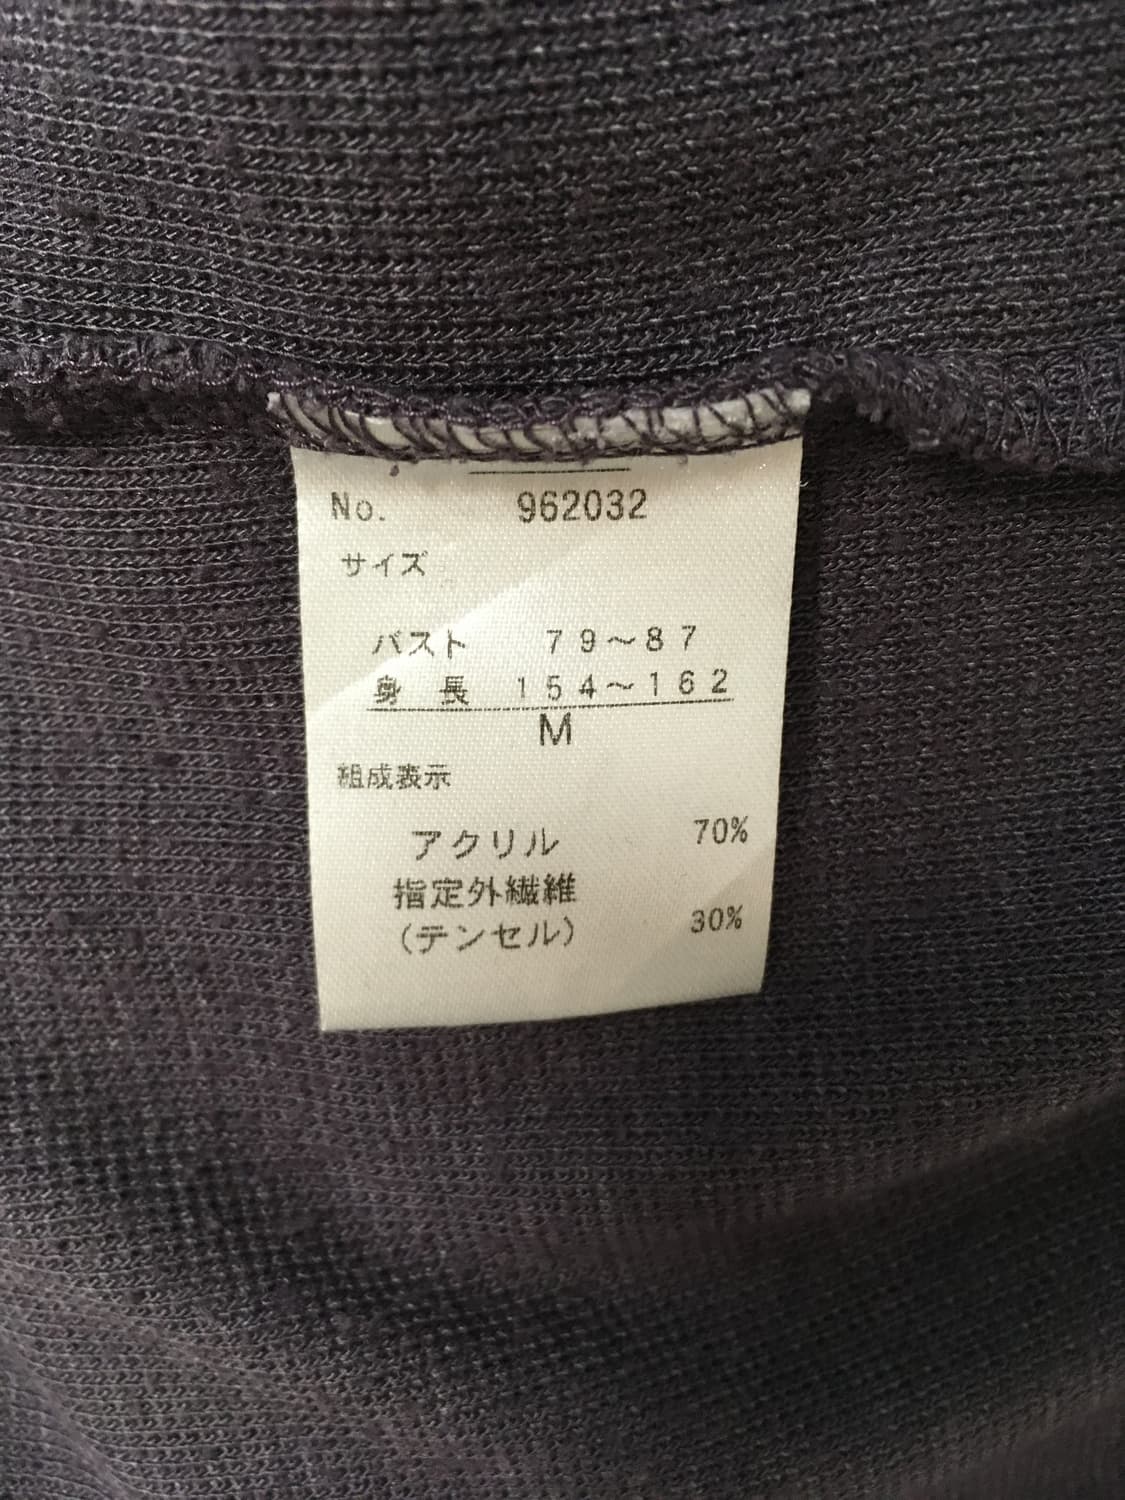 No. 962032
サイズ
バスト 79〜87
身長 154〜162
M
組成表示
アクリル 70%
指定外繊維
(テンセル) 30%